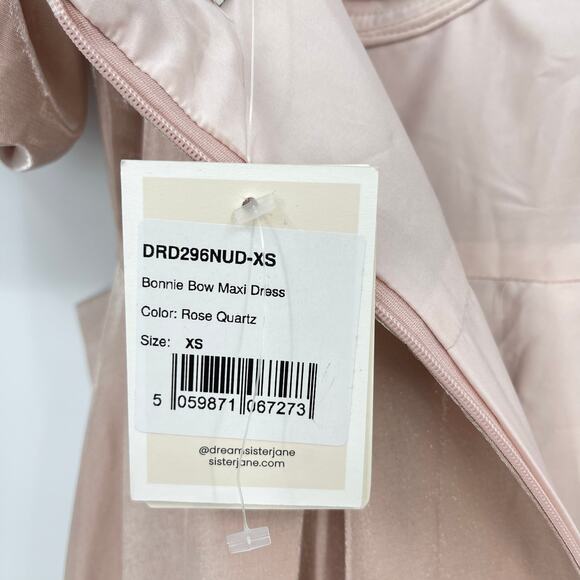 DRD296NUD-XS
Bonnie Bow Maxi Dress
Color: Rose Quartz
Size: XS
5 059871 067273
@dreamsisterjane
sisterjane.com